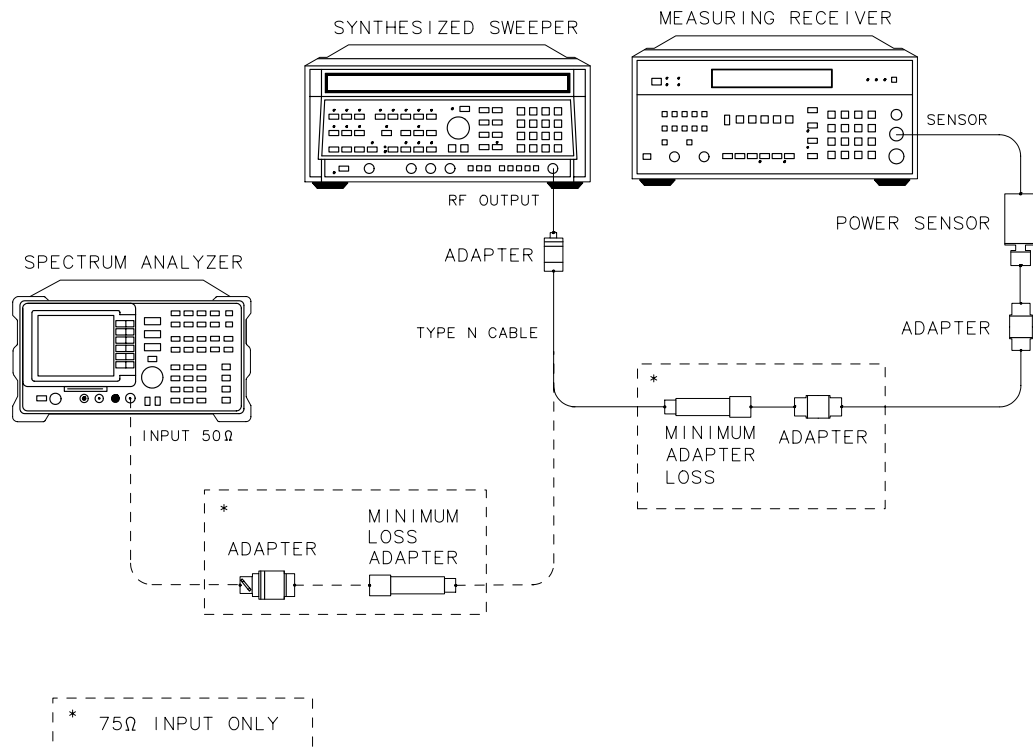 SYNTHESIZED SWEEPER
MEASURING RECEIVER
SENSOR
RF OUTPUT
POWER SENSOR
ADAPTER
SPECTRUM ANALYZER
TYPE N CABLE
ADAPTER
*
INPUT 50Ω
MINIMUM
ADAPTER
LOSS
ADAPTER
*
MINIMUM
LOSS
ADAPTER
ADAPTER
* 75Ω INPUT ONLY